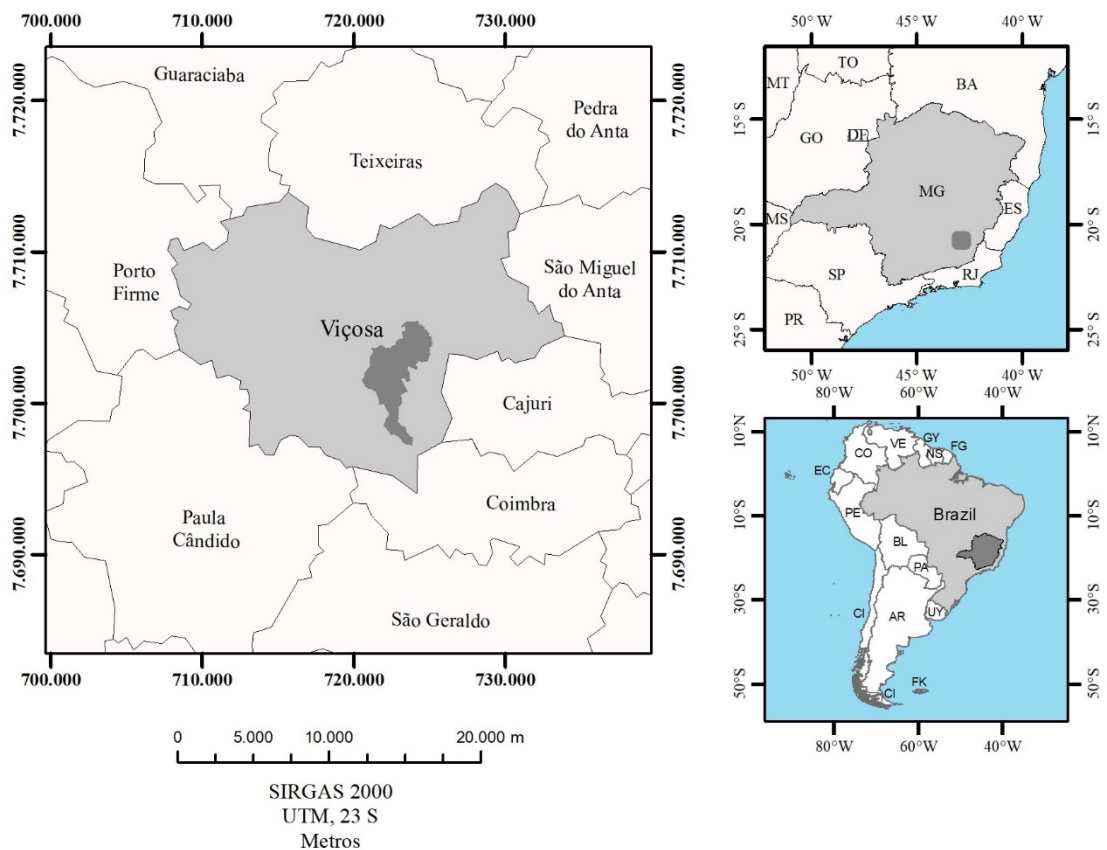 700.000 710.000 720.000 730.000
7.720.000
7.710.000
7.700.000
7.690.000
Guaraciaba
Pedra
do Anta
Teixeiras
Porto
Firme
São Miguel
do Anta
Viçosa
Cajuri
Paula
Cândido
Coimbra
São Geraldo
7.720.000
7.710.000
7.700.000
7.690.000
700.000 710.000 720.000 730.000
0 5.000 10.000 20.000 m
SIRGAS 2000
UTM, 23 S
Metros
50°W 45°W 40°W
15°S
20°S
25°S
MT
TO
BA
GO
DF
MG
MS
ES
SP
RJ
PR
15°S
20°S
25°S
50°W 45°W 40°W
10°N
10°S
30°S
50°S
VE
GY
FG
CO
NS
EC
PE
Brazil
BL
PA
CI
AR
UY
CI
FK
10°N
10°S
30°S
50°S
80°W 60°W 40°W